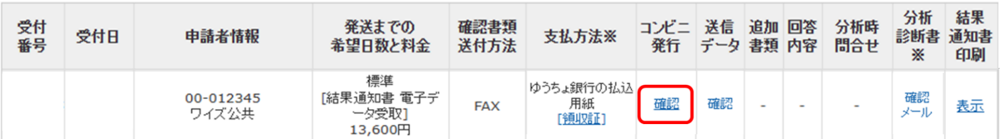 受付
番号
受付日
申請者情報
発送までの
希望日数と料金
確認書類
送付方法
支払方法※
コンビニ
発行
送信
データ
追加
書類
回答
内容
分析時
問合せ
分析
診断書
※
結果
通知書
印刷
00-012345
ワイズ公共
標準
[結果通知書 電子デ
ータ受取]
13,600円
FAX
ゆうちょ銀行の払込
用紙
[領収証]
確認
確認
-
-
-
確認
メール
表示